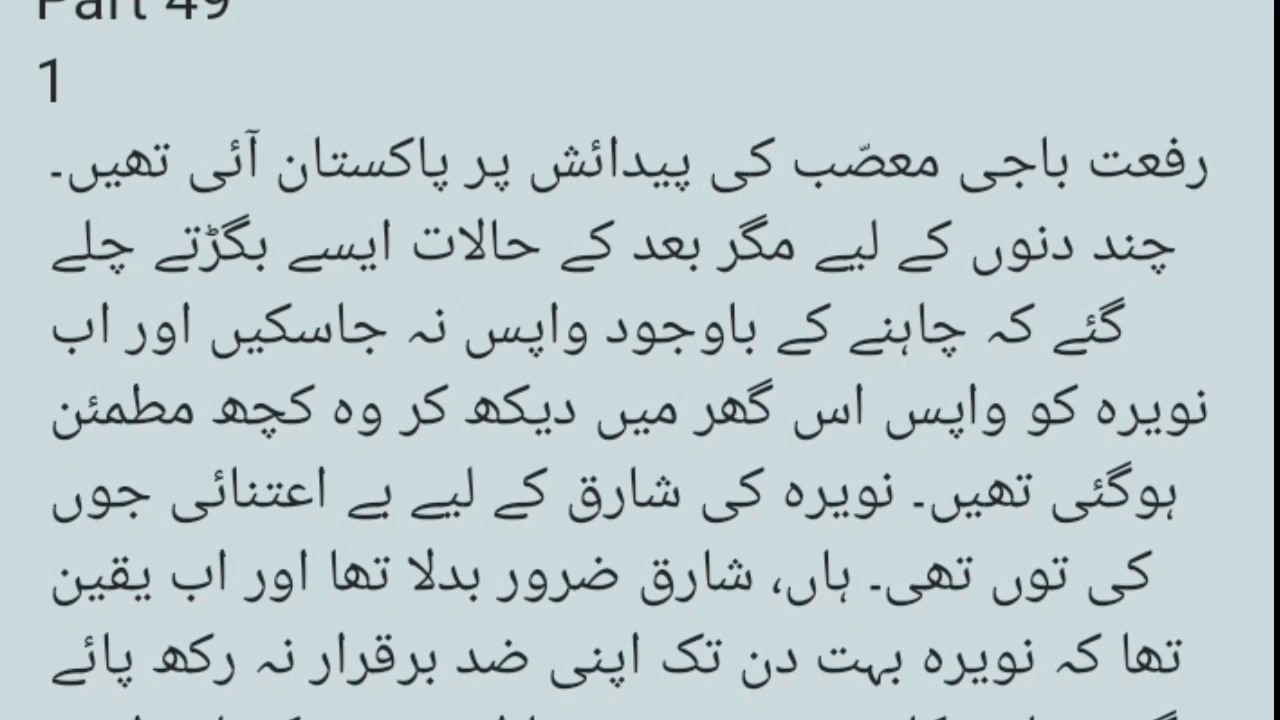 Part 49
1
رفعت باجی معصّب کی پیدائش پر پاکستان آئی تھیں۔
چند دنوں کے لیے مگر بعد کے حالات ایسے بگڑتے چلے
گئے کہ چاہنے کے باوجود واپس نہ جاسکیں اور اب
نویرہ کو واپس اس گھر میں دیکھ کر وہ کچھ مطمئن
ہوگئی تھیں۔ نویرہ کی شارق کے لیے بے اعتنائی جوں
کی توں تھی۔ ہاں، شارق ضرور بدلا تھا اور اب یقین
تھا کہ نویرہ بہت دن تک اپنی ضد برقرار نہ رکھ پائے